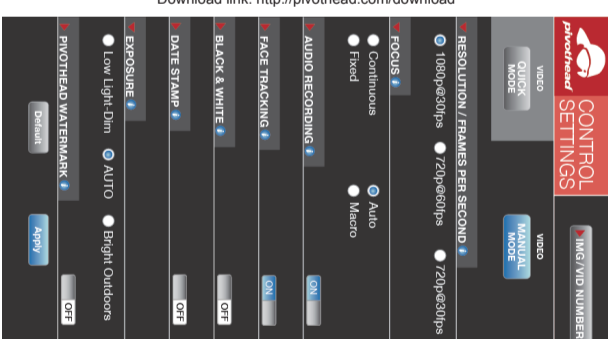 Download link: http://pivothead.com/download
pivothead
CONTROL
SETTINGS
IMG/VID NUMBER
VIDEO
QUICK
MODE
VIDEO
MANUAL
MODE
RESOLUTION / FRAMES PER SECOND
1080p@30fps 720p@60fps 720p@30fps
FOCUS
Continuous Auto
Fixed Macro
AUDIO RECORDING ON
FACE TRACKING ON
BLACK & WHITE OFF
DATE STAMP OFF
EXPOSURE
Low Light-Dim AUTO Bright Outdoors
PIVOTHEAD WATERMARK OFF
Default Apply